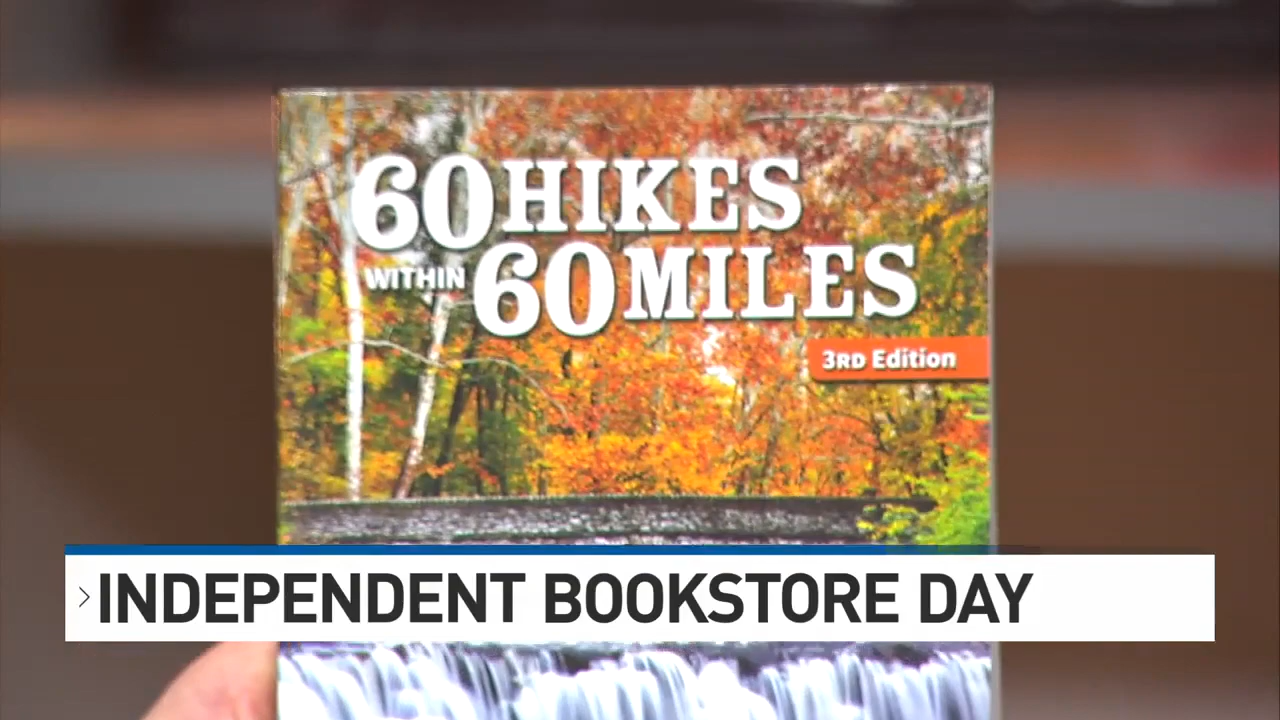 60 HIKES
WITHIN 60 MILES
3RD Edition
INDEPENDENT BOOKSTORE DAY